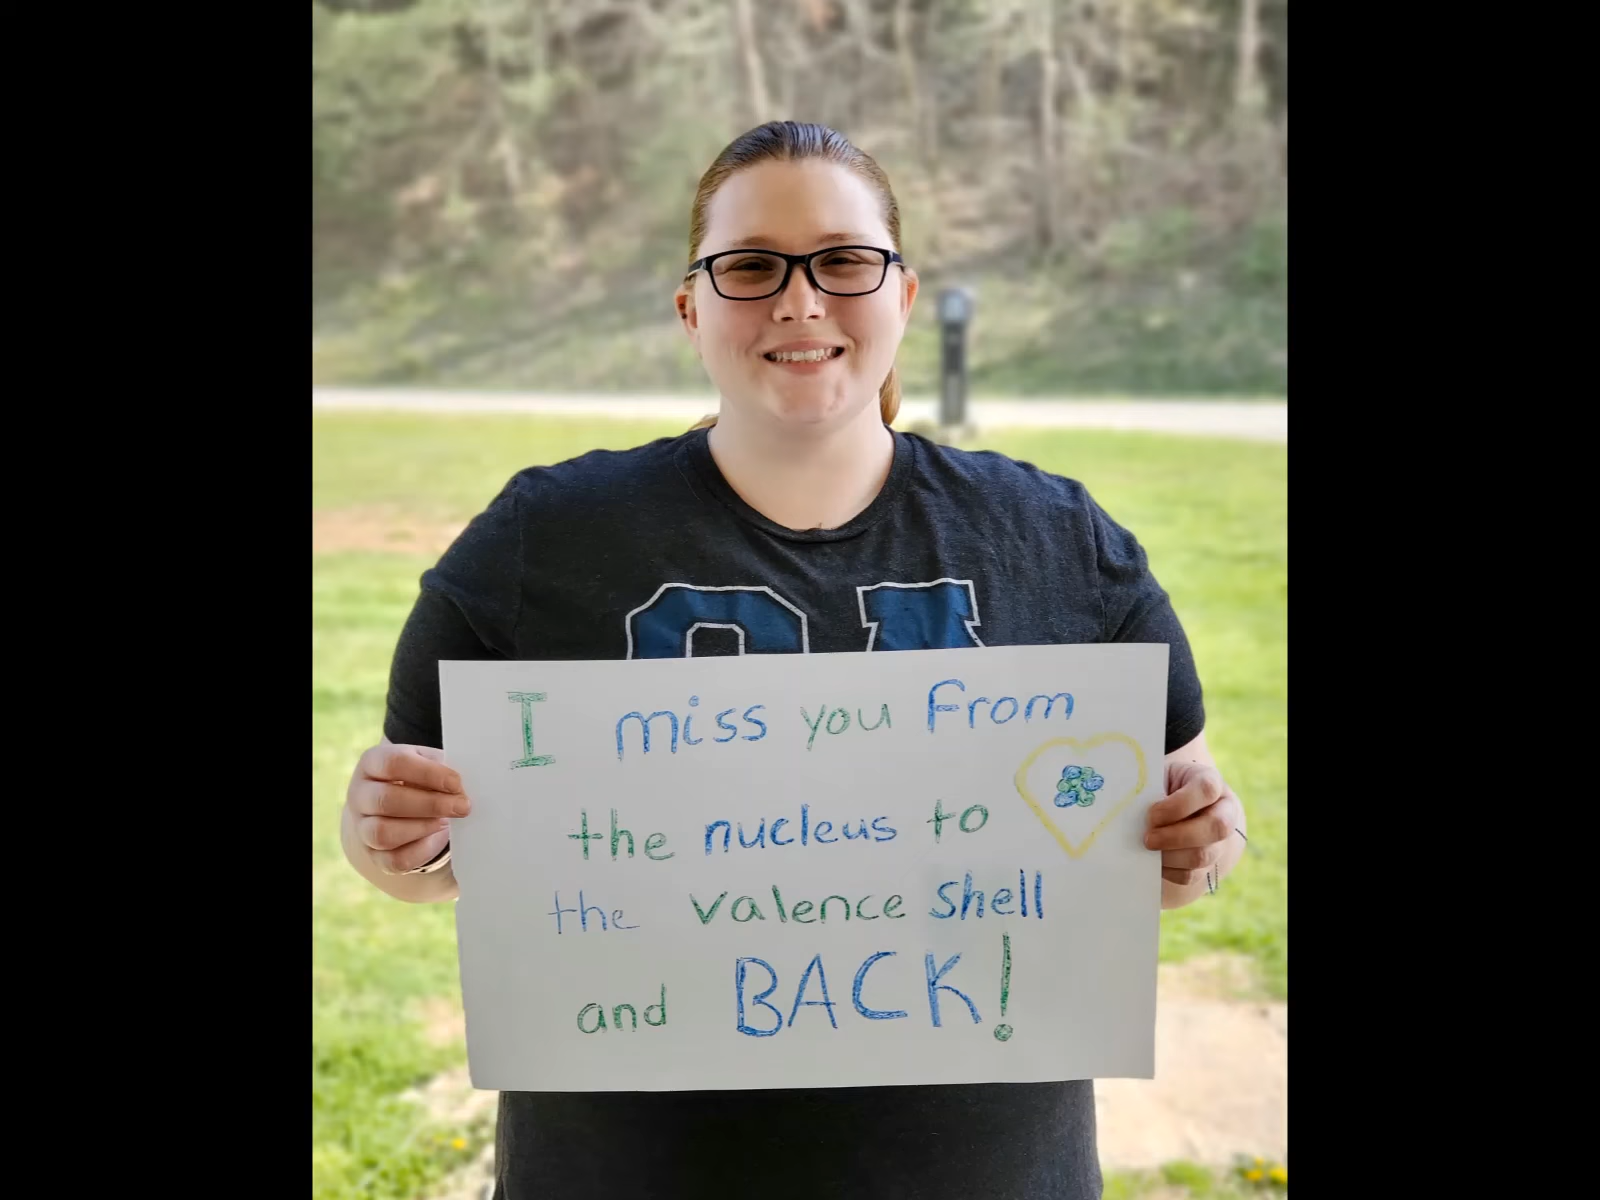 I miss you from
the nucleus to
the valence shell
and BACK!